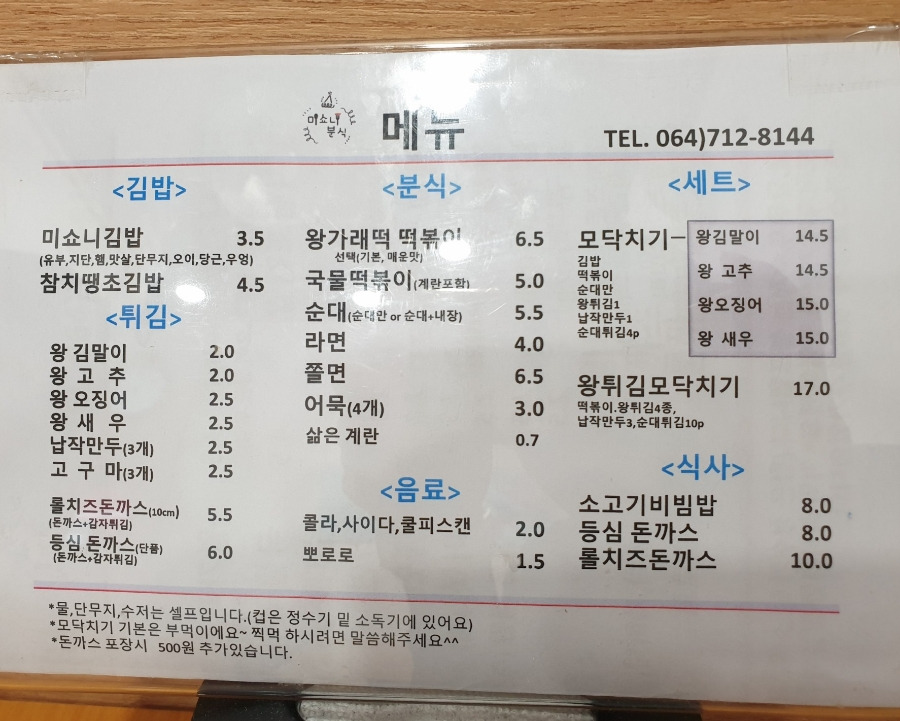 미쇼니
분식
메뉴
TEL. 064)712-8144
<김밥>
미쇼니김밥 3.5
(유부,지단,햄,맛살,단무지,오이,당근,우엉)
참치땡초김밥 4.5
<튀김>
왕 김말이 2.0
왕 고 추 2.0
왕 오징어 2.5
왕 새 우 2.5
납작만두(3개) 2.5
고 구 마(3개) 2.5
롤치즈돈까스(10cm) 5.5
(돈까스+감자튀김)
등심 돈까스(단품) 6.0
(돈까스+감자튀김)
<분식>
왕가래떡 떡볶이 6.5
선택(기본, 매운맛)
국물떡볶이(계란포함) 5.0
순대(순대만 or 순대+내장) 5.5
라면 4.0
쫄면 6.5
어묵(4개) 3.0
삶은 계란 0.7
<음료>
콜라,사이다,쿨피스캔 2.0
뽀로로 1.5
<세트>
모닥치기ㅡ
김밥
떡볶이
순대만
왕튀김1
납작만두1
순대튀김4p
왕김말이 14.5
왕 고추 14.5
왕오징어 15.0
왕 새우 15.0
왕튀김모닥치기 17.0
떡볶이.왕튀김4종,
납작만두3,순대튀김10p
<식사>
소고기비빔밥 8.0
등심 돈까스 8.0
롤치즈돈까스 10.0
*물,단무지,수저는 셀프입니다.(컵은 정수기 밑 소독기에 있어요)
*모닥치기 기본은 부먹이에요~ 찍먹 하시려면 말씀해주세요^^
*돈까스 포장시 500원 추가있습니다.